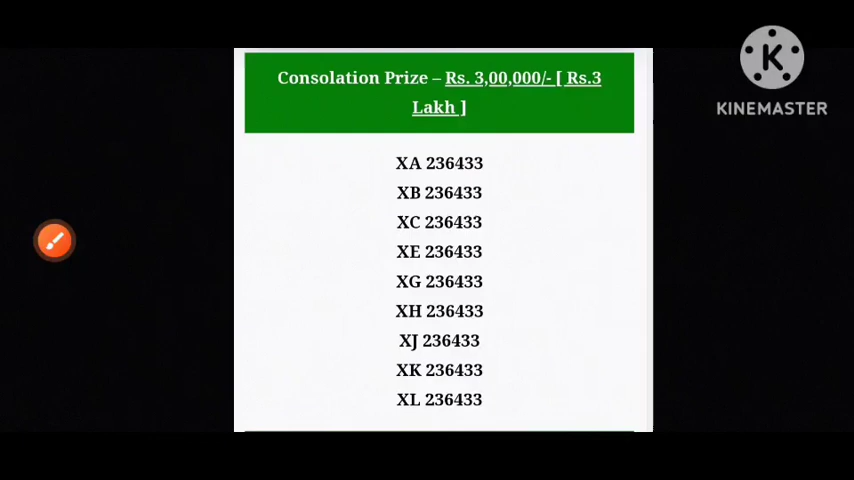 Consolation Prize – Rs. 3,00,000/- [ Rs.3
Lakh ]
XA 236433
XB 236433
XC 236433
XE 236433
XG 236433
XH 236433
XJ 236433
XK 236433
XL 236433
K
KINEMASTER